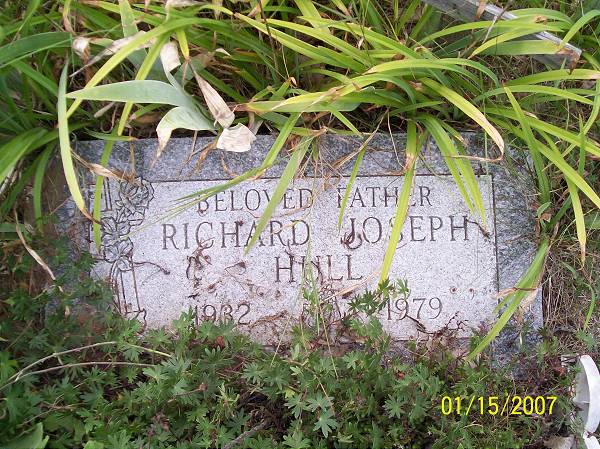 BELOVED FATHER
RICHARD JOSEPH
HULL
1932 1979
01/15/2007